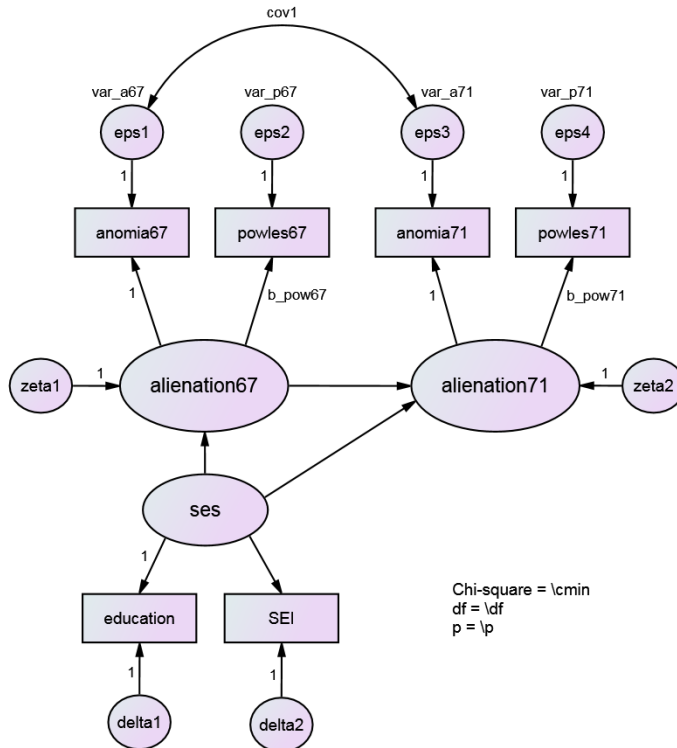 cov1
var_a67
var_p67
var_a71
var_p71
eps1
eps2
eps3
eps4
1
1
1
1
anomia67
powles67
anomia71
powles71
1
b_pow67
1
b_pow71
zeta1
1
alienation67
alienation71
1
zeta2
ses
1
education
SEI
Chi-square = \cmin
df = \df
p = \p
1
1
delta1
delta2